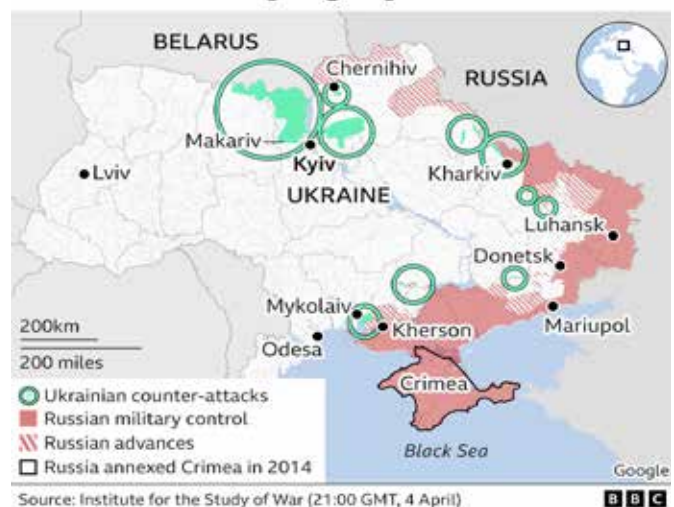 BELARUS
Chernihiv
RUSSIA
Makariv
Kyiv
Lviv
Kharkiv
UKRAINE
Luhansk
Donetsk
Mykolaiv
Kherson
Mariupol
Odesa
200km
200 miles
Crimea
Ukrainian counter-attacks
Russian military control
Russian advances
Russia annexed Crimea in 2014
Black Sea
Google
Source: Institute for the Study of War (21:00 GMT, 4 April)
BBC